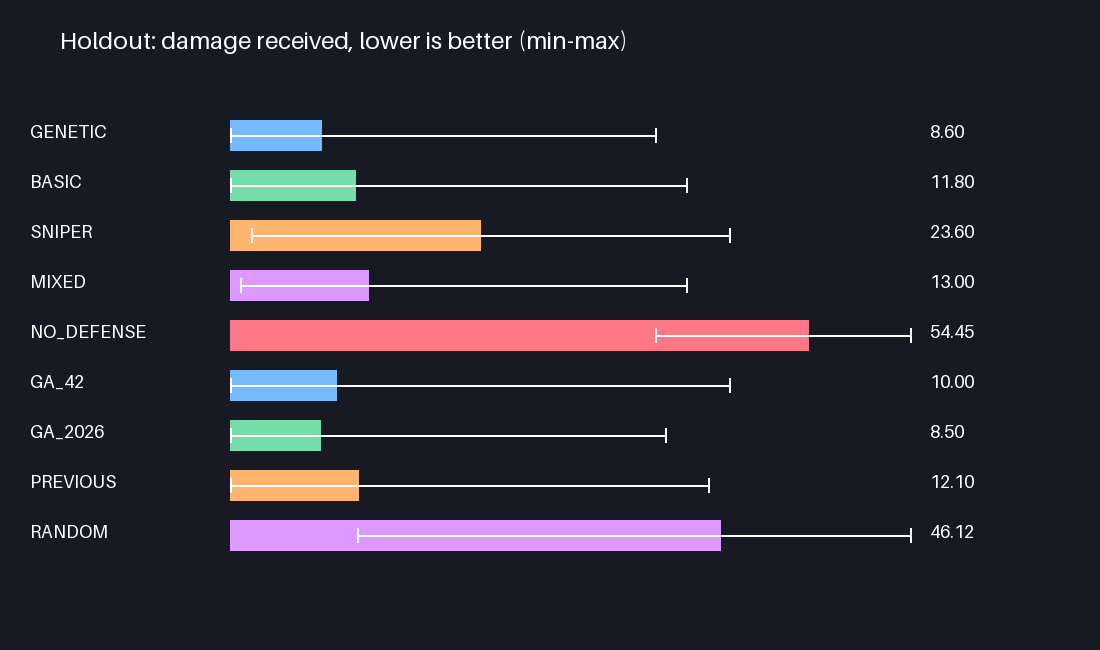 Holdout: damage received, lower is better (min-max)
GENETIC 8.60
BASIC 11.80
SNIPER 23.60
MIXED 13.00
NO_DEFENSE 54.45
GA_42 10.00
GA_2026 8.50
PREVIOUS 12.10
RANDOM 46.12